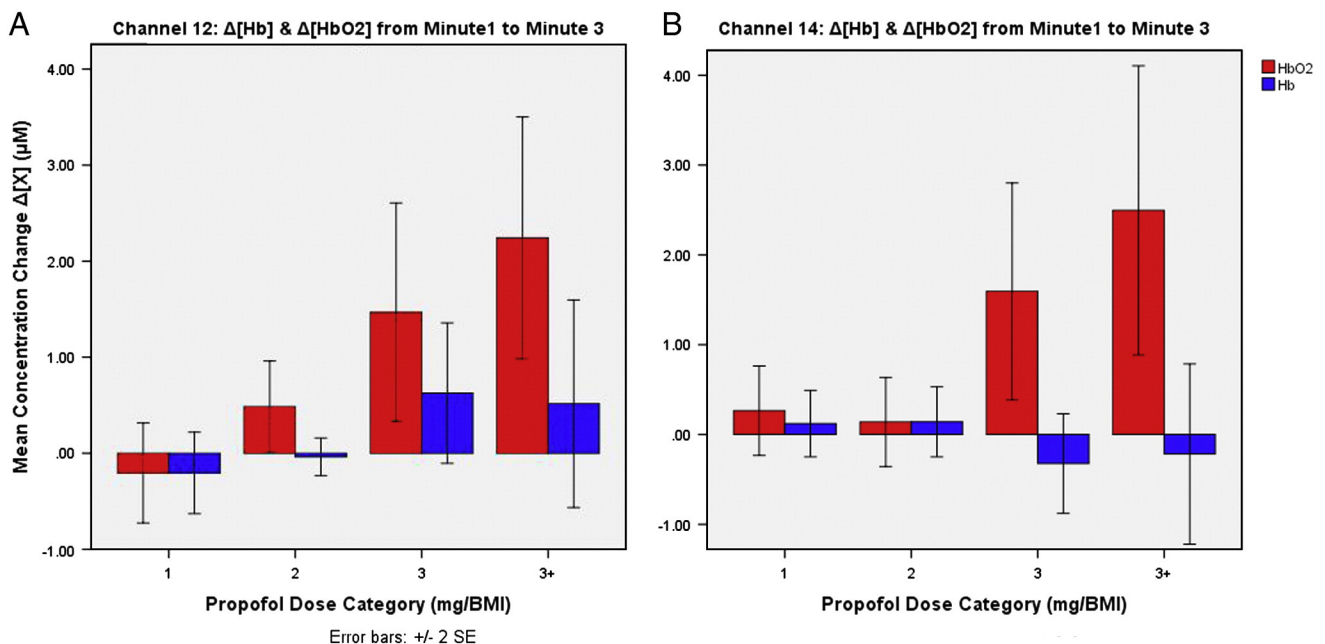 A
Channel 12: Δ[Hb] & Δ[HbO2] from Minute1 to Minute 3
Mean Concentration Change Δ[X] (μM)
4.00
3.00
2.00
1.00
.00
-1.00
1 2 3 3+
Propofol Dose Category (mg/BMI)
Error bars: +/- 2 SE
B
Channel 14: Δ[Hb] & Δ[HbO2] from Minute1 to Minute 3
4.00
3.00
2.00
1.00
.00
-1.00
1 2 3 3+
Propofol Dose Category (mg/BMI)
HbO2
Hb